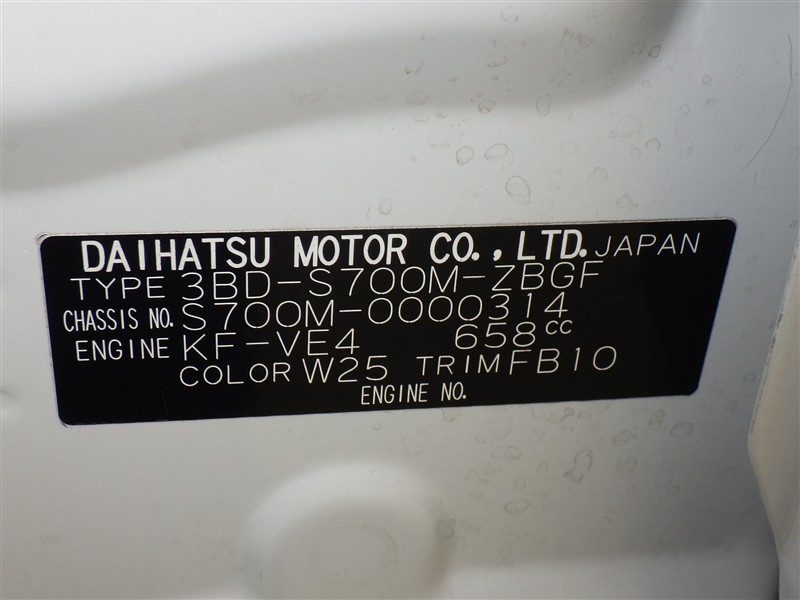 DAIHATSU MOTOR CO.,LTD. JAPAN
TYPE 3BD-S700M-ZBGF
CHASSIS NO. S700M-0000314
ENGINE KF-VE4 658cc
COLOR W25 TRIM FB10
ENGINE NO.